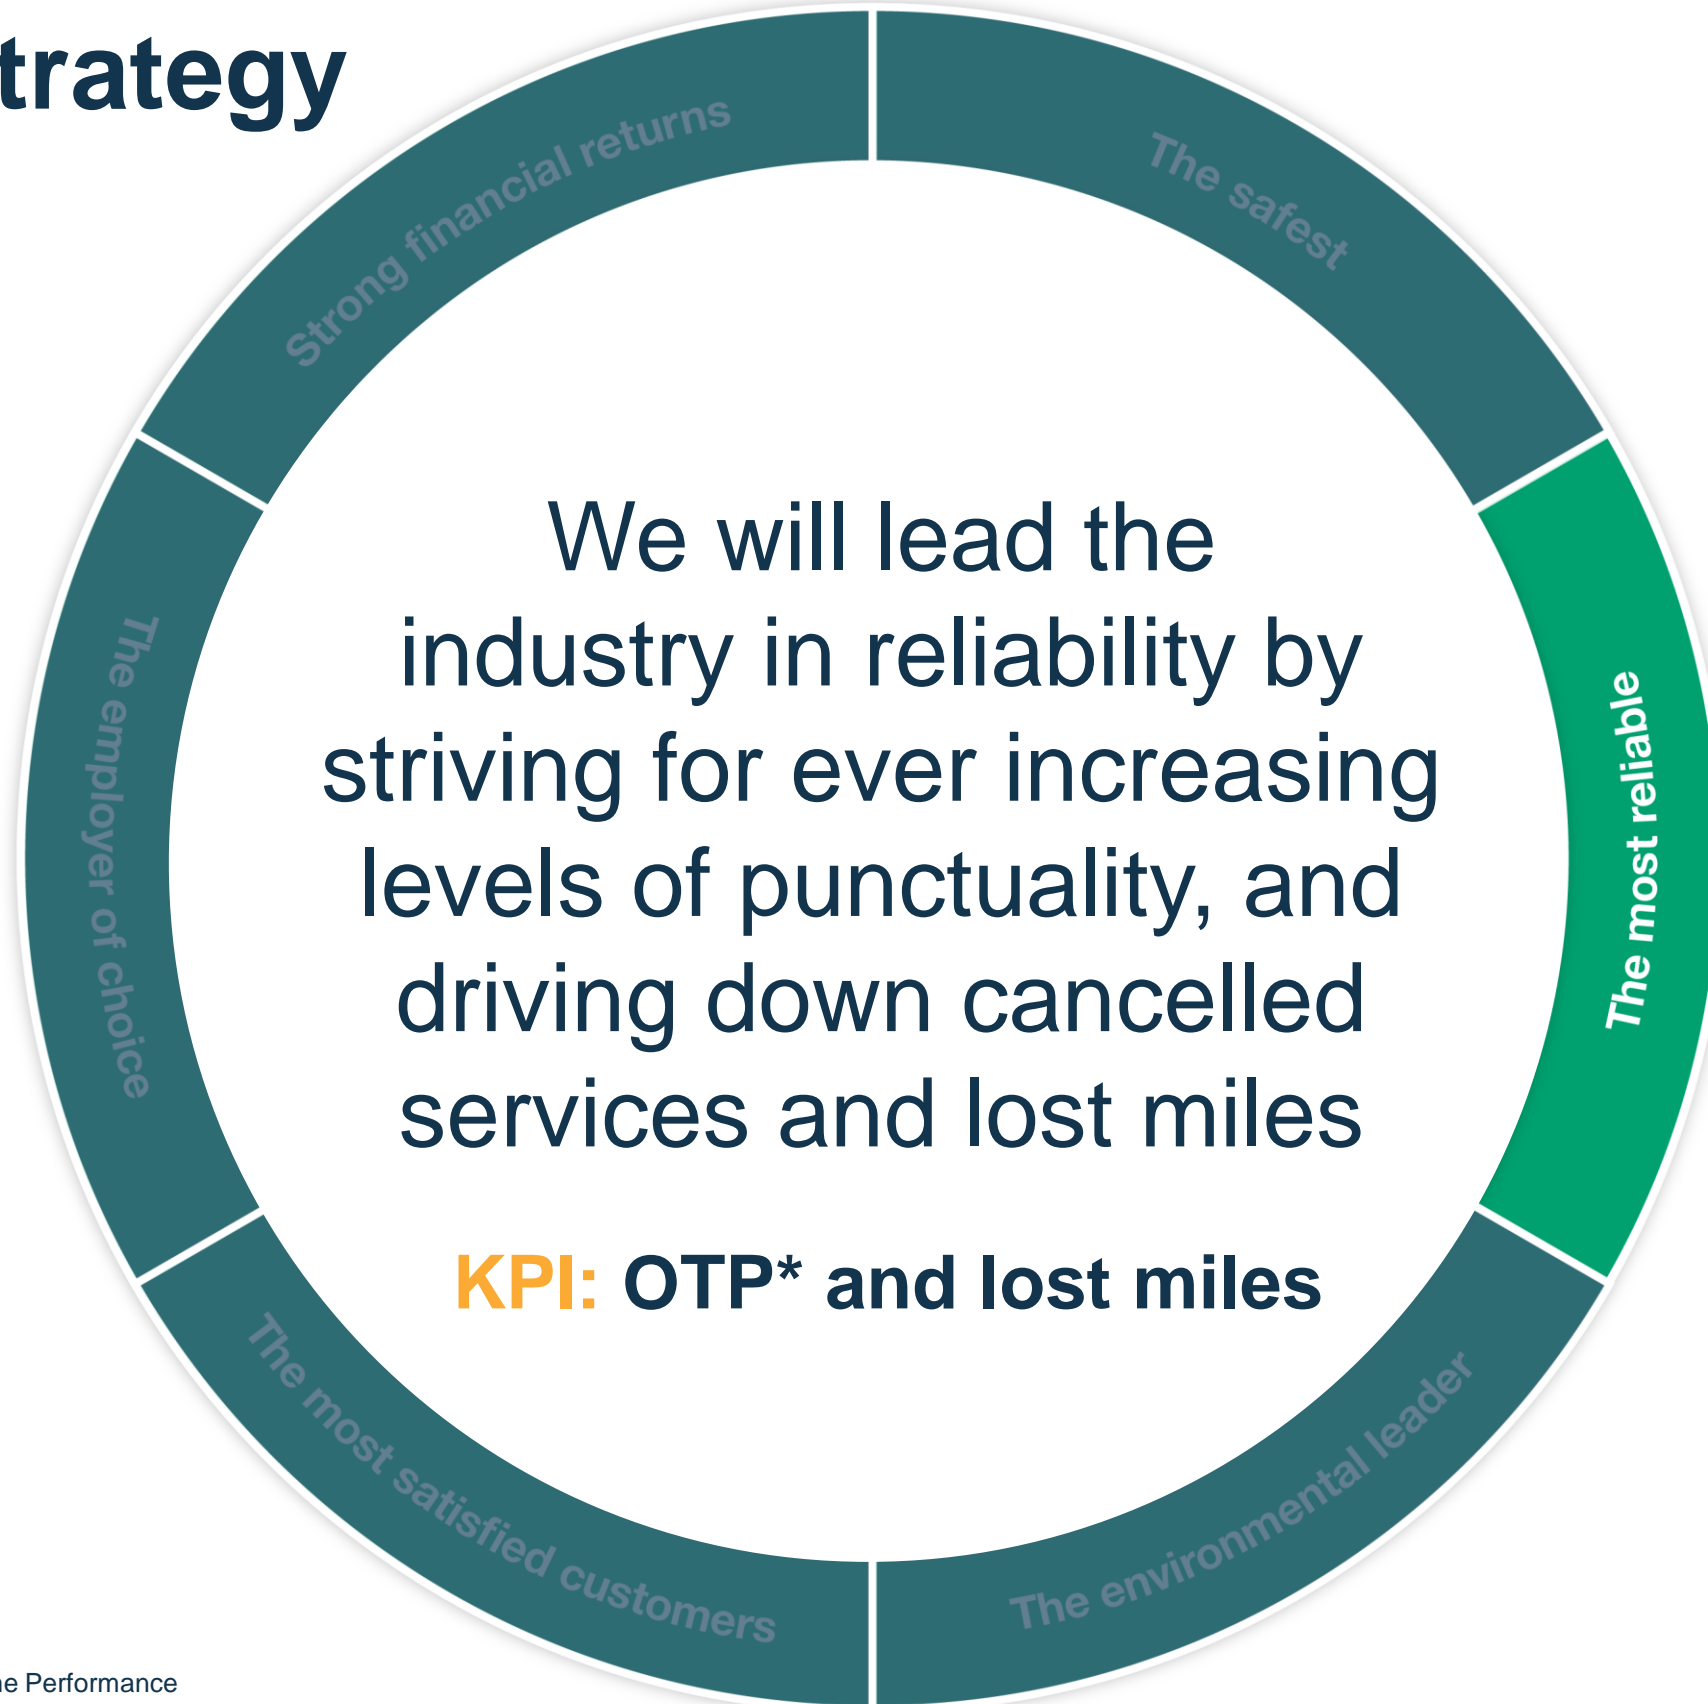 trategy
Strong financial returns
The safest
The most reliable
The environmental leader
The most satisfied customers
The employer of choice
We will lead the
industry in reliability by
striving for ever increasing
levels of punctuality, and
driving down cancelled
services and lost miles
KPI: OTP* and lost miles
ne Performance